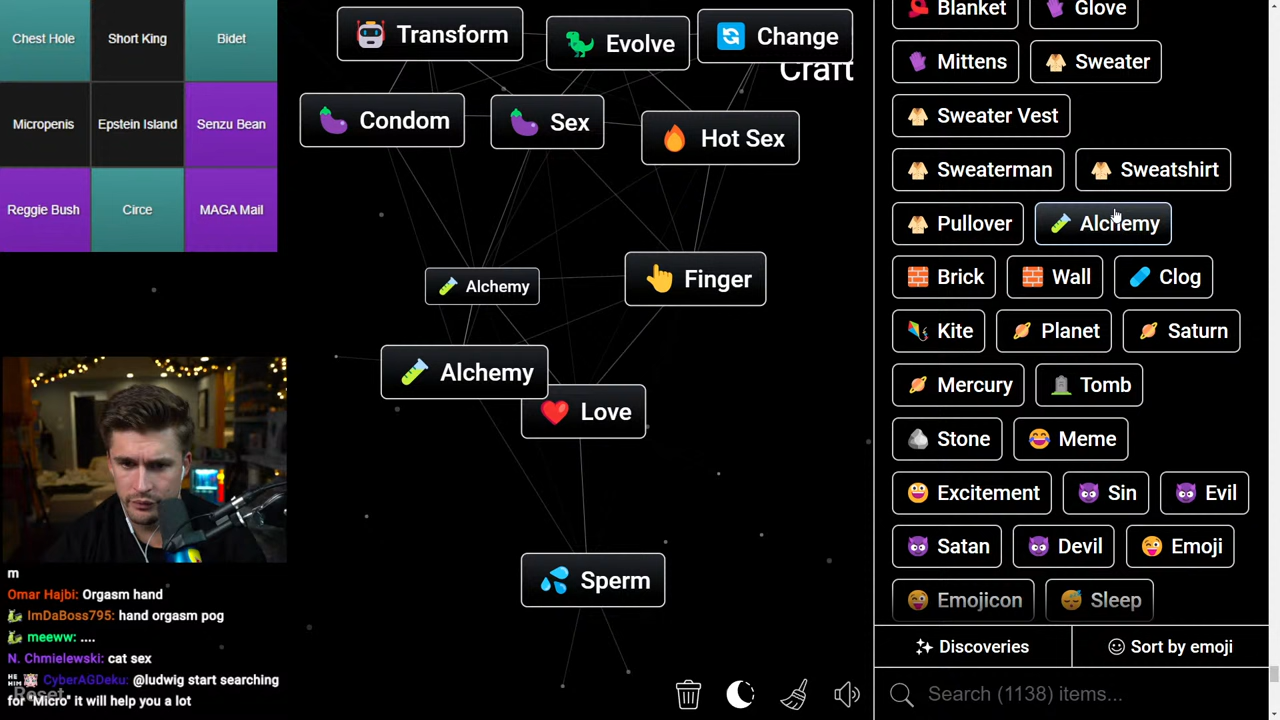 Chest Hole
Short King
Bidet
Micropenis
Epstein Island
Senzu Bean
Reggie Bush
Circe
MAGA Mail
Transform
Evolve
Change
Craft
Condom
Sex
Hot Sex
Alchemy
Finger
Alchemy
Love
Sperm
Blanket
Glove
Mittens
Sweater
Sweater Vest
Sweaterman
Sweatshirt
Pullover
Alchemy
Brick
Wall
Clog
Kite
Planet
Saturn
Mercury
Tomb
Stone
Meme
Excitement
Sin
Evil
Satan
Devil
Emoji
Emojicon
Sleep
Discoveries
Sort by emoji
Search (1138) items...
m
Omar Hajbi: Orgasm hand
ImDaBoss795: hand orgasm pog
meeww: ....
N. Chmielewski: cat sex
CyberAGDeku: @ludwig start searching
for "Micro" it will help you a lot
Reset